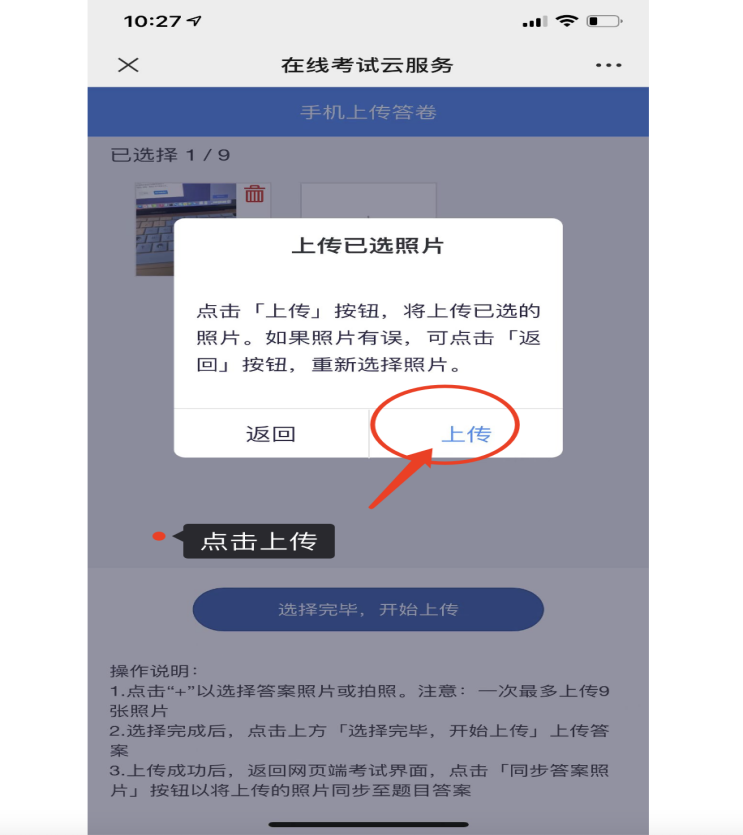 10:27
在线考试云服务
手机上传答卷
已选择 1 / 9
上传已选照片
点击「上传」按钮，将上传已选的
照片。如果照片有误，可点击「返
回」按钮，重新选择照片。
返回
上传
点击上传
选择完毕，开始上传
操作说明：
1.点击“+”以选择答案照片或拍照。注意：一次最多上传9
张照片
2.选择完成后，点击上方「选择完毕，开始上传」上传答
案
3.上传成功后，返回网页端考试界面，点击「同步答案照
片」按钮以将上传的照片同步至题目答案